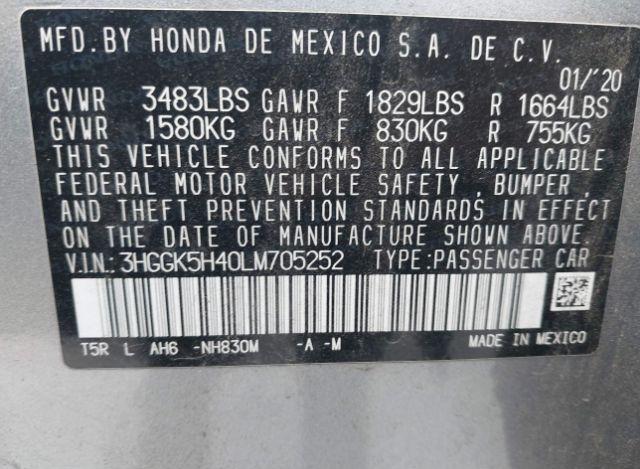 MFD.BY HONDA DE MEXICO S.A. DE C.V.
01/'20
GVWR 3483LBS GAWR F 1829LBS R 1664LBS
GVWR 1580KG GAWR F 830KG R 755KG
THIS VEHICLE CONFORMS TO ALL APPLICABLE
FEDERAL MOTOR VEHICLE SAFETY , BUMPER ,
AND THEFT PREVENTION STANDARDS IN EFFECT
ON THE DATE OF MANUFACTURE SHOWN ABOVE.
V.I.N.:3HGGK5H40LM705252 TYPE:PASSENGER CAR
T5R L AH6 -NH830M -A -M MADE IN MEXICO